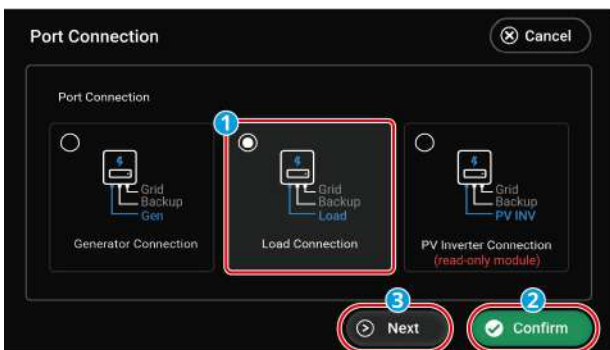 Port Connection
Cancel
Port Connection
1
Grid
Backup
Gen
Generator Connection
Grid
Backup
Load
Load Connection
Grid
Backup
PV INV
PV Inverter Connection
(read-only module)
3
Next
2
Confirm